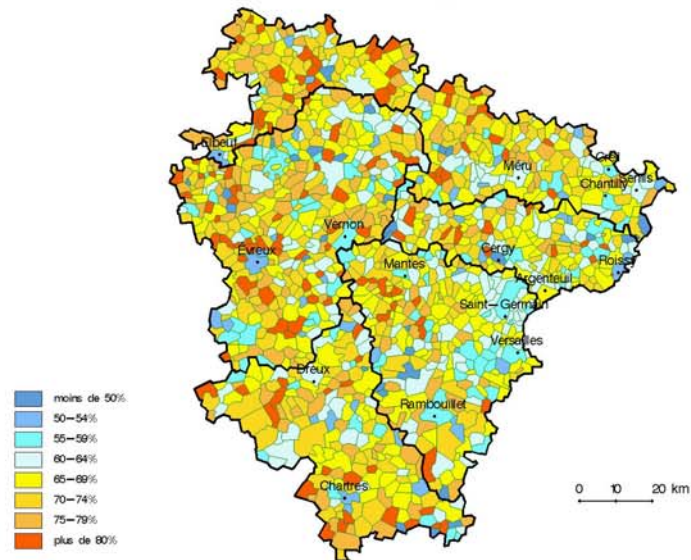 Elbeuf
Creil
Méru
Senlis
Chantilly
Vernon
Évreux
Cergy
Roissy
Mantes
Argenteuil
Saint-Germain
Versailles
Dreux
Rambouillet
Chartres
moins de 50%
50-54%
55-59%
60-64%
65-69%
70-74%
75-79%
plus de 80%
0 10 20 km